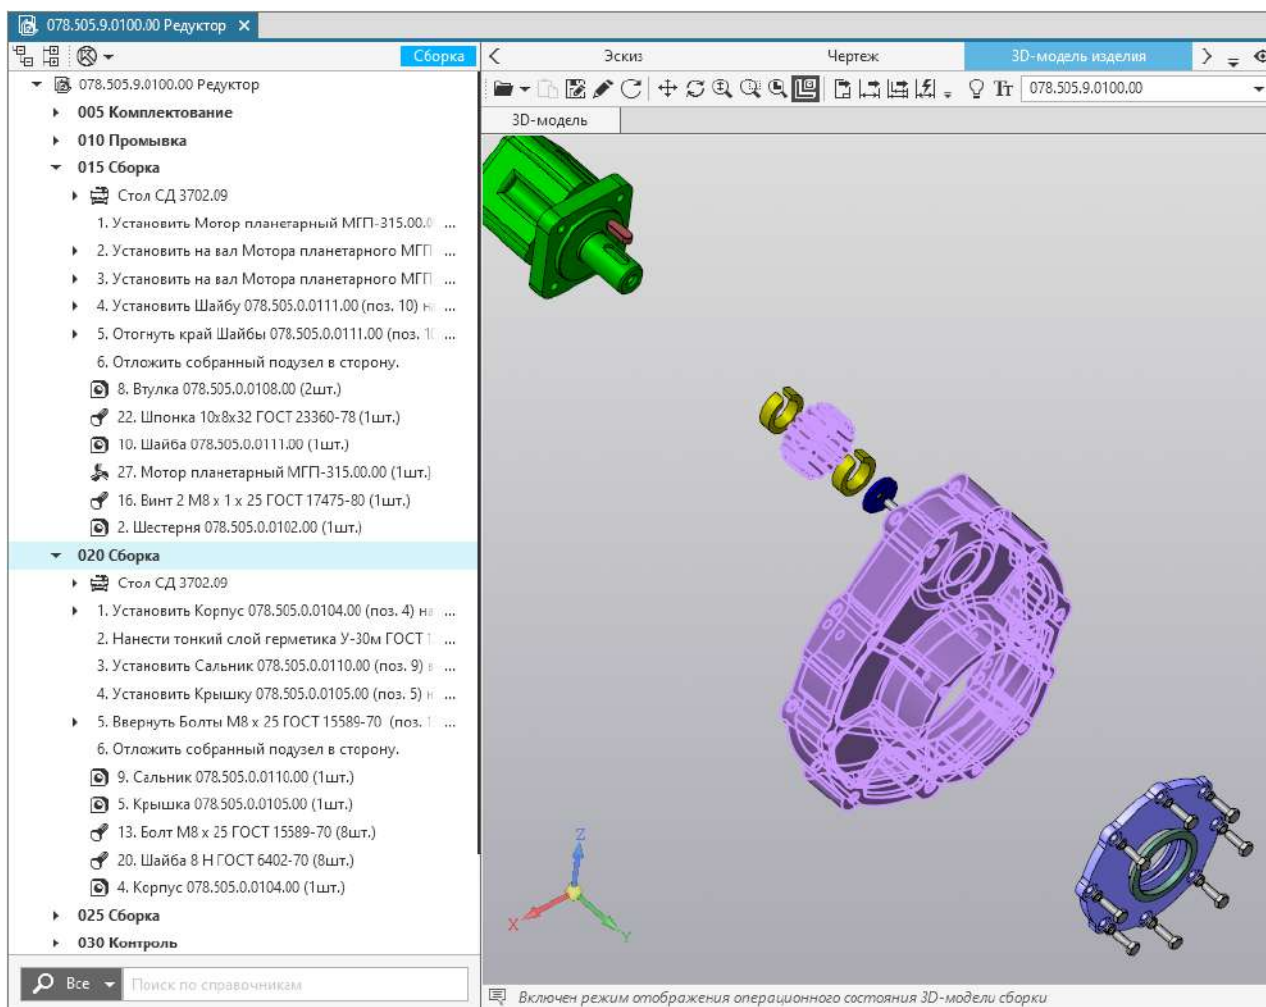 078.505.9.0100.00 Редуктор
Сборка
Эскиз
Чертеж
3D-модель изделия
078.505.9.0100.00 Редуктор
078.505.9.0100.00
3D-модель
005 Комплектование
010 Промывка
015 Сборка
Стол СД 3702.09
1. Установить Мотор планетарный МГП-315.00.0 ...
2. Установить на вал Мотора планетарного МГП ...
3. Установить на вал Мотора планетарного МГП ...
4. Установить Шайбу 078.505.0.0111.00 (поз. 10) н ...
5. Отогнуть край Шайбы 078.505.0.0111.00 (поз. 10 ...
6. Отложить собранный подузел в сторону.
8. Втулка 078.505.0.0108.00 (2шт.)
22. Шпонка 10x8x32 ГОСТ 23360-78 (1шт.)
10. Шайба 078.505.0.0111.00 (1шт.)
27. Мотор планетарный МГП-315.00.00 (1шт.)
16. Винт 2 М8 x 1 x 25 ГОСТ 17475-80 (1шт.)
2. Шестерня 078.505.0.0102.00 (1шт.)
020 Сборка
Стол СД 3702.09
1. Установить Корпус 078.505.0.0104.00 (поз. 4) на ...
2. Нанести тонкий слой герметика У-30м ГОСТ 1 ...
3. Установить Сальник 078.505.0.0110.00 (поз. 9) в ...
4. Установить Крышку 078.505.0.0105.00 (поз. 5) н ...
5. Ввернуть Болты М8 x 25 ГОСТ 15589-70 (поз. 1 ...
6. Отложить собранный подузел в сторону.
9. Сальник 078.505.0.0110.00 (1шт.)
5. Крышка 078.505.0.0105.00 (1шт.)
13. Болт М8 x 25 ГОСТ 15589-70 (8шт.)
20. Шайба 8 Н ГОСТ 6402-70 (8шт.)
4. Корпус 078.505.0.0104.00 (1шт.)
025 Сборка
030 Контроль
Z
X
Y
Все
Поиск по справочникам
Включен режим отображения операционного состояния 3D-модели сборки